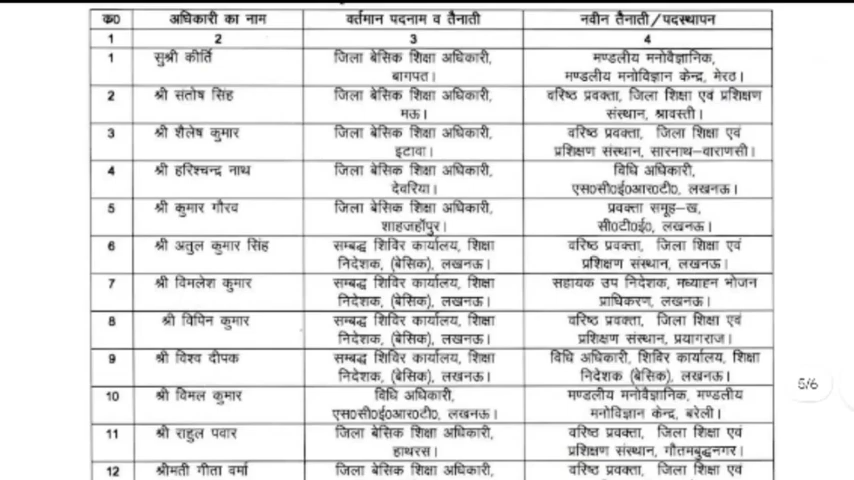 क0 अधिकारी का नाम वर्तमान पदनाम व तैनाती नवीन तैनाती/पदस्थापन
1 2 3 4
1 सुश्री कीर्ति जिला बेसिक शिक्षा अधिकारी, मण्डलीय मनोवैज्ञानिक,
बागपत। मण्डलीय मनोविज्ञान केन्द्र, मेरठ।
2 श्री संतोष सिंह जिला बेसिक शिक्षा अधिकारी, वरिष्ठ प्रवक्ता, जिला शिक्षा एवं प्रशिक्षण
मऊ। संस्थान, श्रावस्ती।
3 श्री शैलेष कुमार जिला बेसिक शिक्षा अधिकारी, वरिष्ठ प्रवक्ता, जिला शिक्षा एवं
इटावा। प्रशिक्षण संस्थान, सारनाथ-वाराणसी।
4 श्री हरिश्चन्द्र नाथ जिला बेसिक शिक्षा अधिकारी, विधि अधिकारी,
देवरिया। एस0सी0ई0आर0टी0, लखनऊ।
5 श्री कुमार गौरव जिला बेसिक शिक्षा अधिकारी, प्रवक्ता समूह-ख,
शाहजहाँपुर। सी0टी0ई0, लखनऊ।
6 श्री अतुल कुमार सिंह सम्बद्ध शिविर कार्यालय, शिक्षा वरिष्ठ प्रवक्ता, जिला शिक्षा एवं
निदेशक, (बेसिक), लखनऊ। प्रशिक्षण संस्थान, लखनऊ।
7 श्री विमलेश कुमार सम्बद्ध शिविर कार्यालय, शिक्षा सहायक उप निदेशक, मध्याहन भोजन
निदेशक, (बेसिक), लखनऊ। प्राधिकरण, लखनऊ।
8 श्री विपिन कुमार सम्बद्ध शिविर कार्यालय, शिक्षा वरिष्ठ प्रवक्ता, जिला शिक्षा एवं
निदेशक, (बेसिक), लखनऊ। प्रशिक्षण संस्थान, प्रयागराज।
9 श्री विश्व दीपक सम्बद्ध शिविर कार्यालय, शिक्षा विधि अधिकारी, शिविर कार्यालय, शिक्षा
निदेशक, (बेसिक), लखनऊ। निदेशक (बेसिक), लखनऊ।
5/6
10 श्री विमल कुमार विधि अधिकारी, मण्डलीय मनोवैज्ञानिक, मण्डलीय
एस0सी0ई0आर0टी0, लखनऊ। मनोविज्ञान केन्द्र, बरेली।
11 श्री राहुल पवार जिला बेसिक शिक्षा अधिकारी, वरिष्ठ प्रवक्ता, जिला शिक्षा एवं
हाथरस। प्रशिक्षण संस्थान, गौतमबुद्धनगर।
12 श्रीमती गीता वर्मा जिला बेसिक शिक्षा अधिकारी, वरिष्ठ प्रवक्ता, जिला शिक्षा एवं